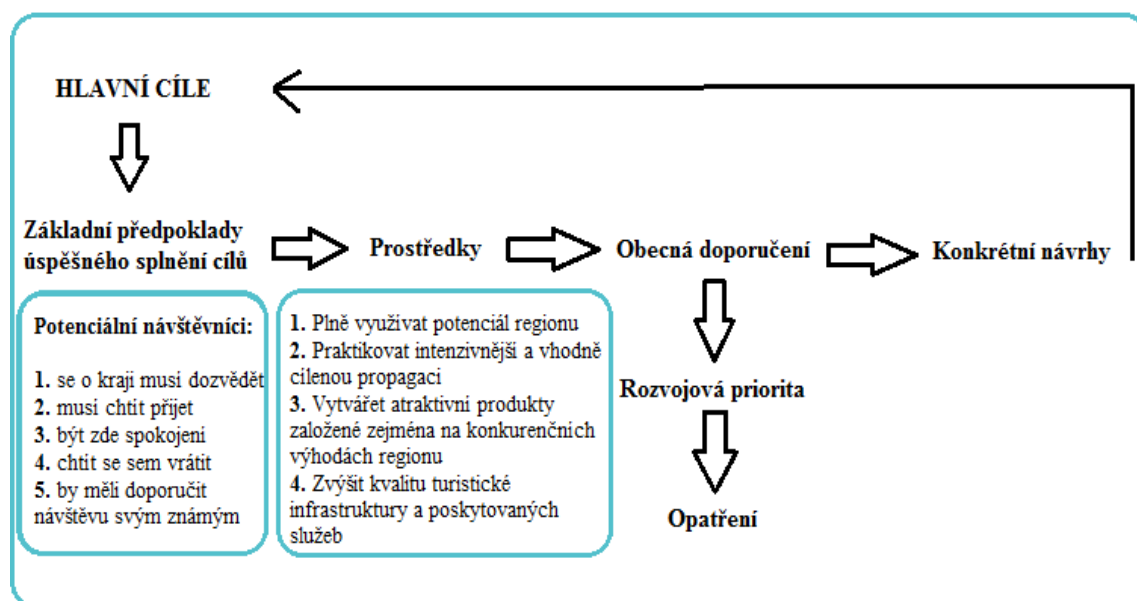 HLAVNÍ CÍLE
Základní předpoklady
úspěšného splnění cílů
Prostředky
Obecná doporučení
Konkrétní návrhy
Potenciální návštěvníci:
1. se o kraji musí dozvědět
2. musí chtít přijet
3. být zde spokojeni
4. chtít se sem vrátit
5. by měli doporučit
návštěvu svým známým
1. Plně využívat potenciál regionu
2. Praktikovat intenzivnější a vhodně
cílenou propagaci
3. Vytvářet atraktivní produkty
založené zejména na konkurenčních
výhodách regionu
4. Zvýšit kvalitu turistické
infrastruktury a poskytovaných
služeb
Rozvojová priorita
Opatření